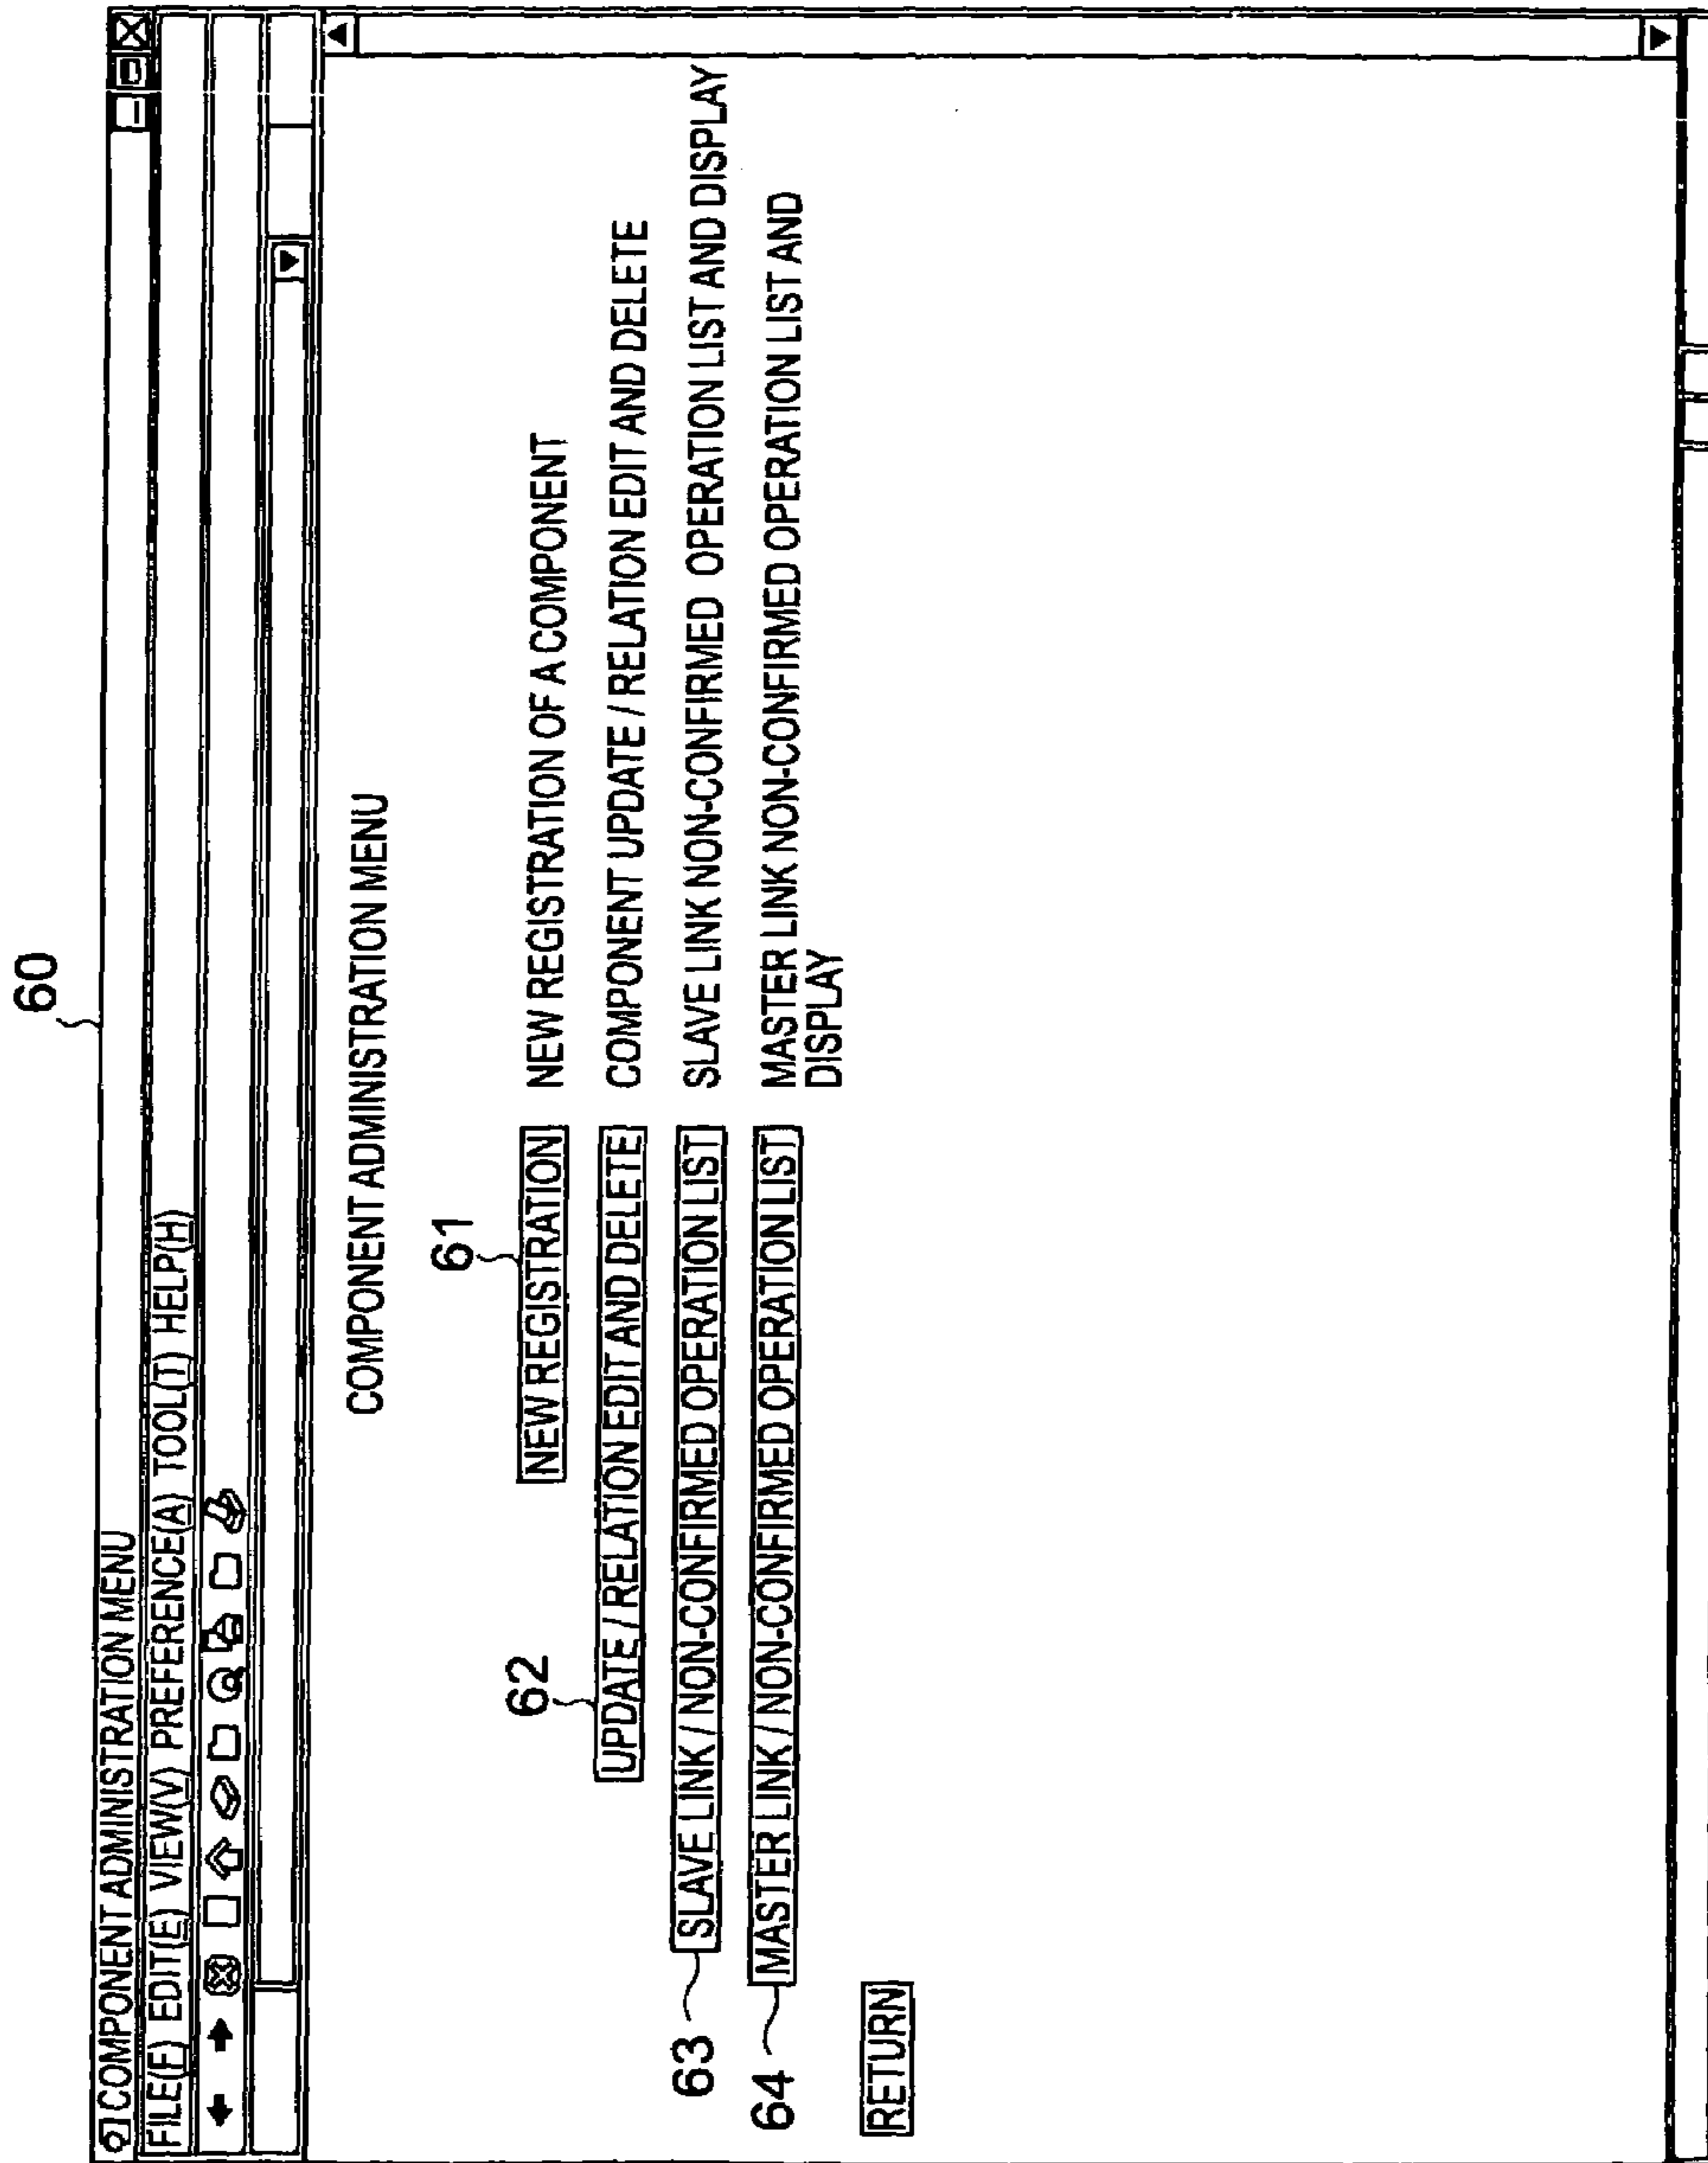 60
COMPONENT ADMINISTRATION MENU
FILE(F) EDIT(E) VIEW(V) PREFERENCE(A) TOOL(T) HELP(H)
COMPONENT ADMINISTRATION MENU
61
NEW REGISTRATION NEW REGISTRATION OF A COMPONENT
62
UPDATE / RELATION EDIT AND DELETE COMPONENT UPDATE / RELATION EDIT AND DELETE
63 SLAVE LINK / NON-CONFIRMED OPERATION LIST SLAVE LINK NON-CONFIRMED OPERATION LIST AND DISPLAY
64 MASTER LINK / NON-CONFIRMED OPERATION LIST MASTER LINK NON-CONFIRMED OPERATION LIST AND
DISPLAY
RETURN